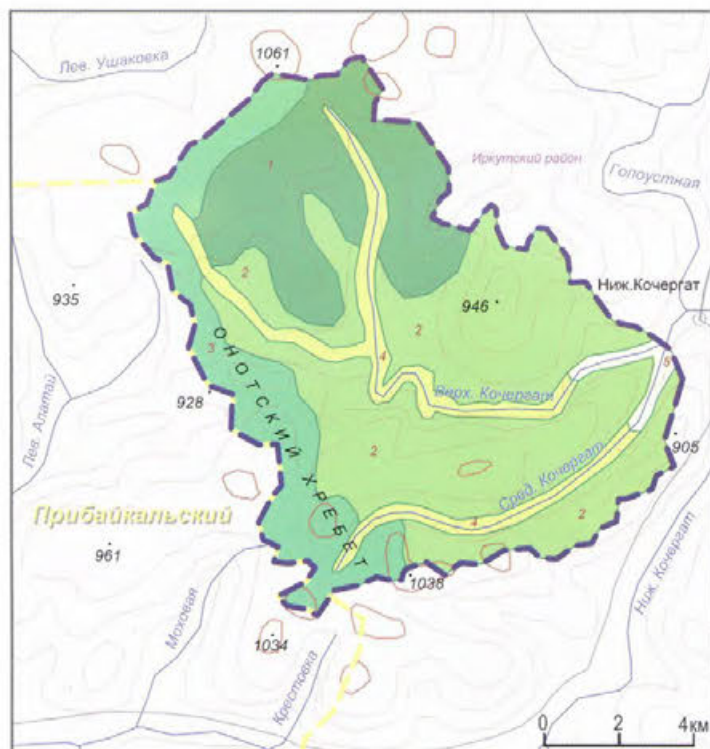 1061
Лев. Ушаковка
Иркутский район
Голоустная
1
2
935
946
2
Ниж.Кочергат
3
4
5
Верх. Кочергат
928
ОНОТСКИЙ ХРЕБЕТ
Лев. Алатай
2
905
Сред. Кочергат
Прибайкальский
4
2
961
1038
Ниж. Кочергат
Моховая
1034
Крестовка
0 2 4км